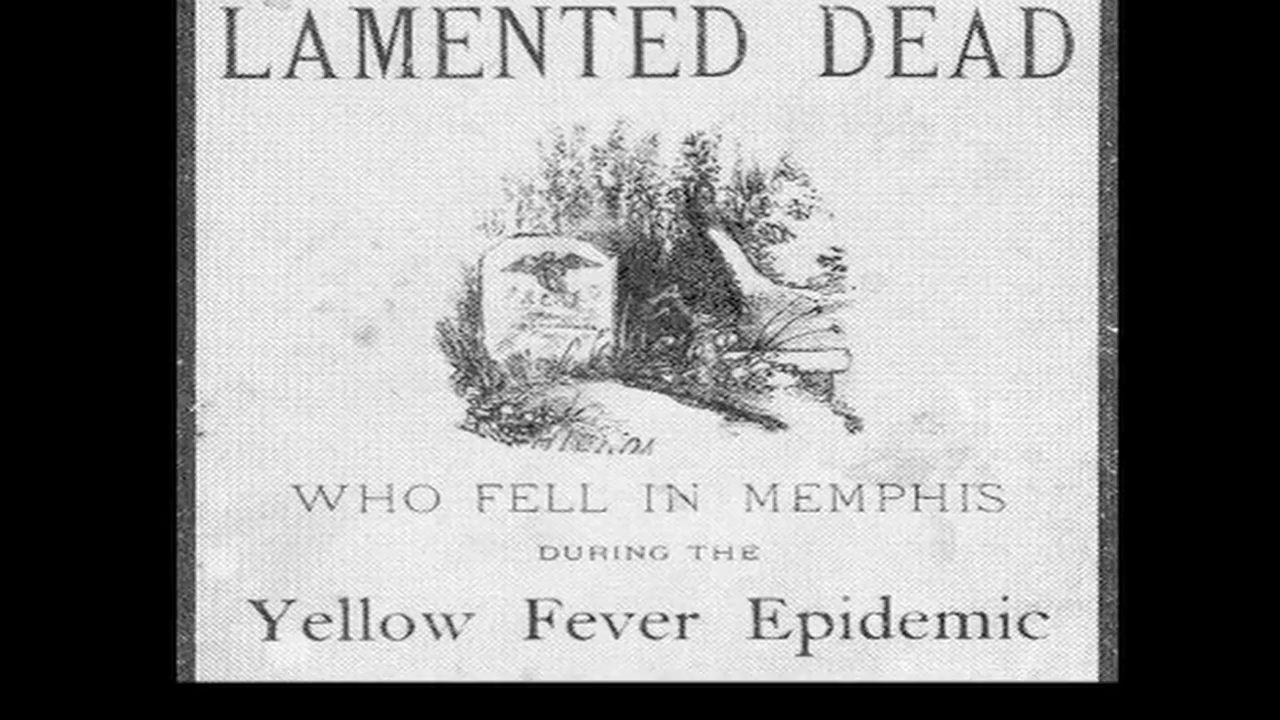 LAMENTED DEAD
WHO FELL IN MEMPHIS
DURING THE
Yellow Fever Epidemic